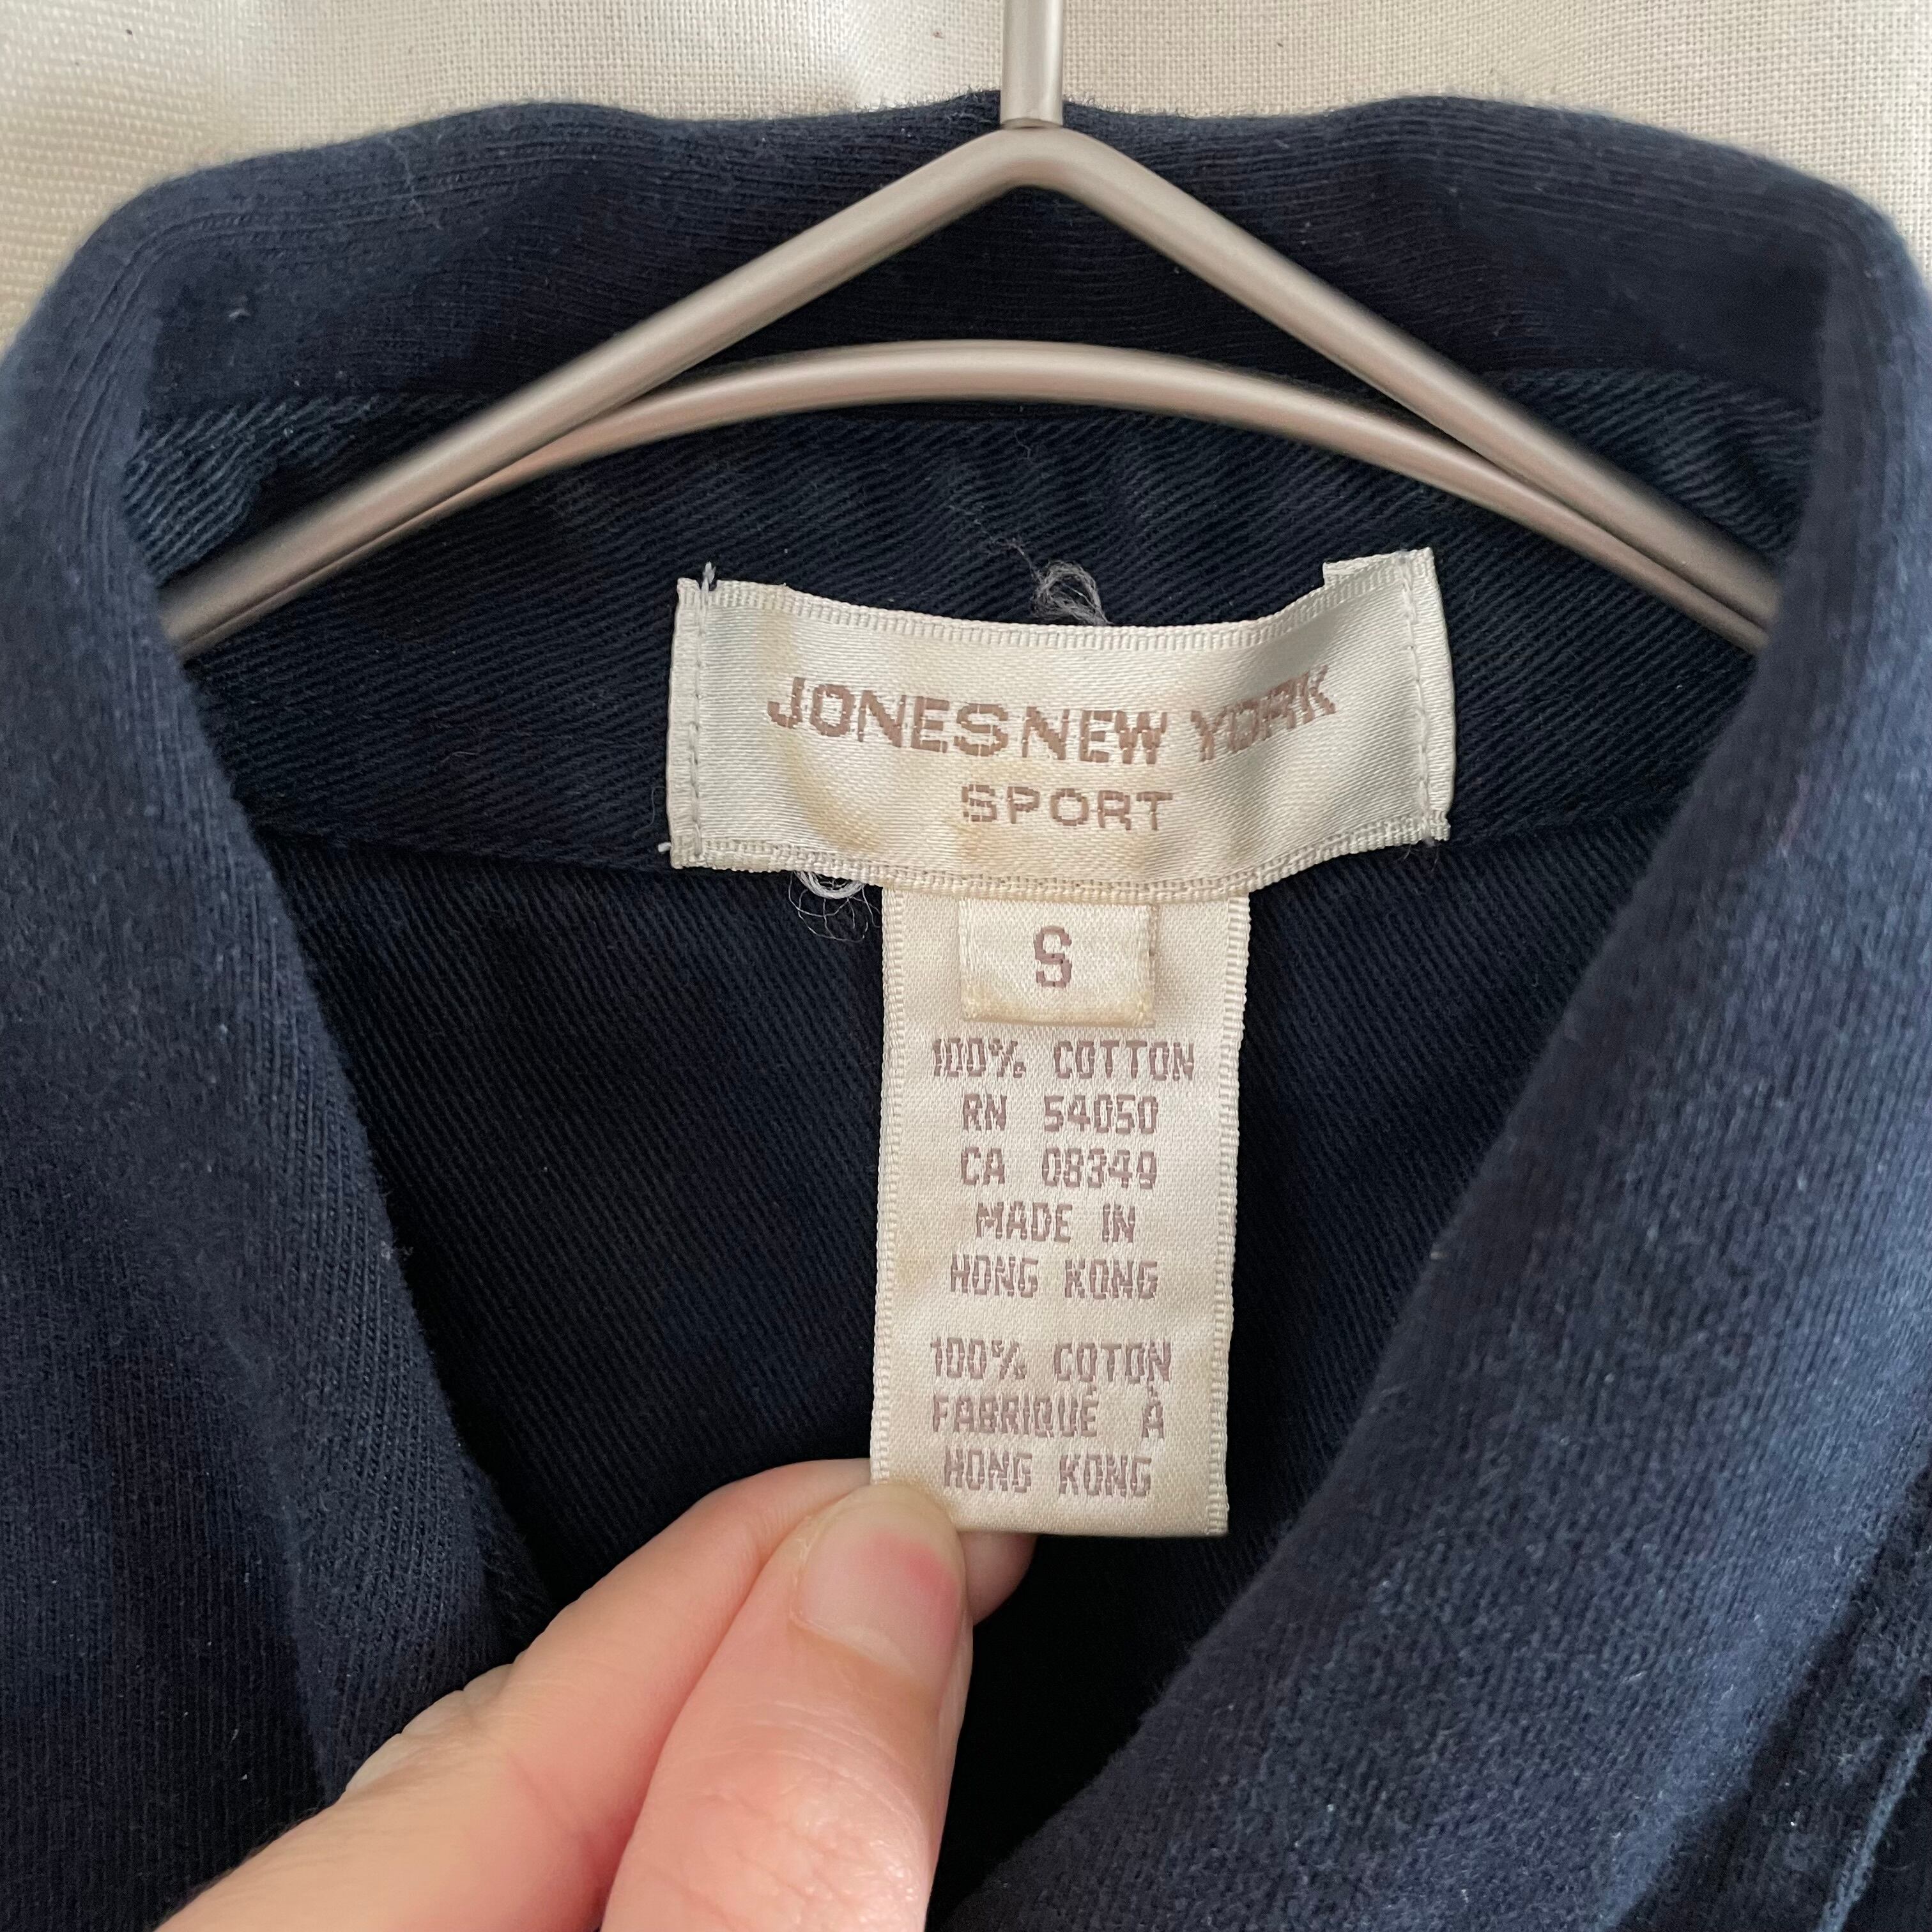 JONES NEW YORK
SPORT
S
100% COTTON
RN 54050
CA 08349
MADE IN
HONG KONG
100% COTON
FABRIQUÉ À
HONG KONG